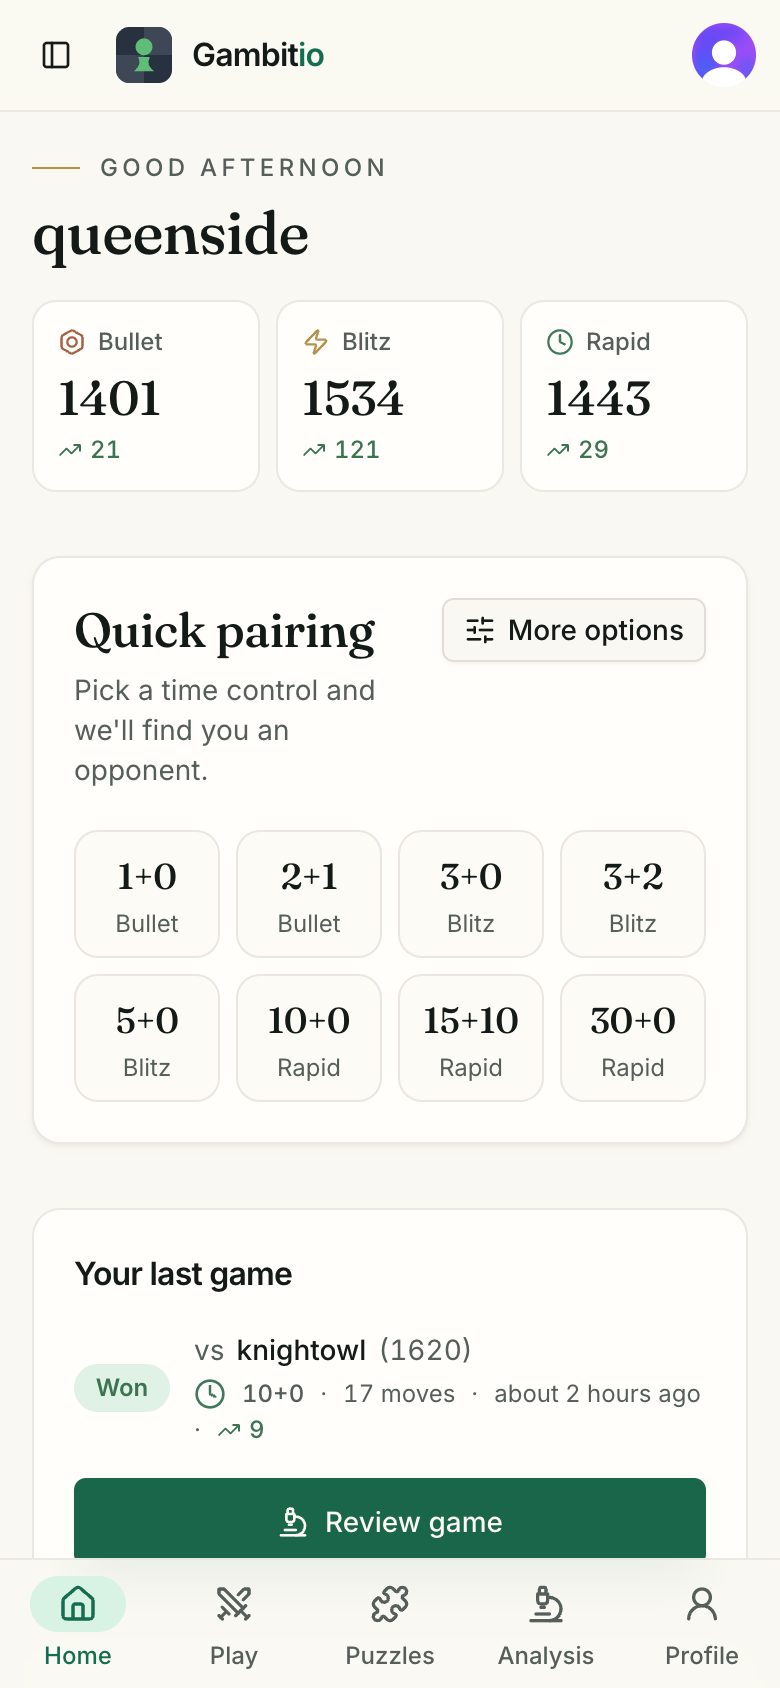 Gambitio
GOOD AFTERNOON
queenside
Bullet
1401
21
Blitz
1534
121
Rapid
1443
29
Quick pairing
More options
Pick a time control and
we'll find you an
opponent.
1+0
Bullet
2+1
Bullet
3+0
Blitz
3+2
Blitz
5+0
Blitz
10+0
Rapid
15+10
Rapid
30+0
Rapid
Your last game
Won
vs knightowl (1620)
10+0 · 17 moves · about 2 hours ago
· 9
Review game
Home
Play
Puzzles
Analysis
Profile